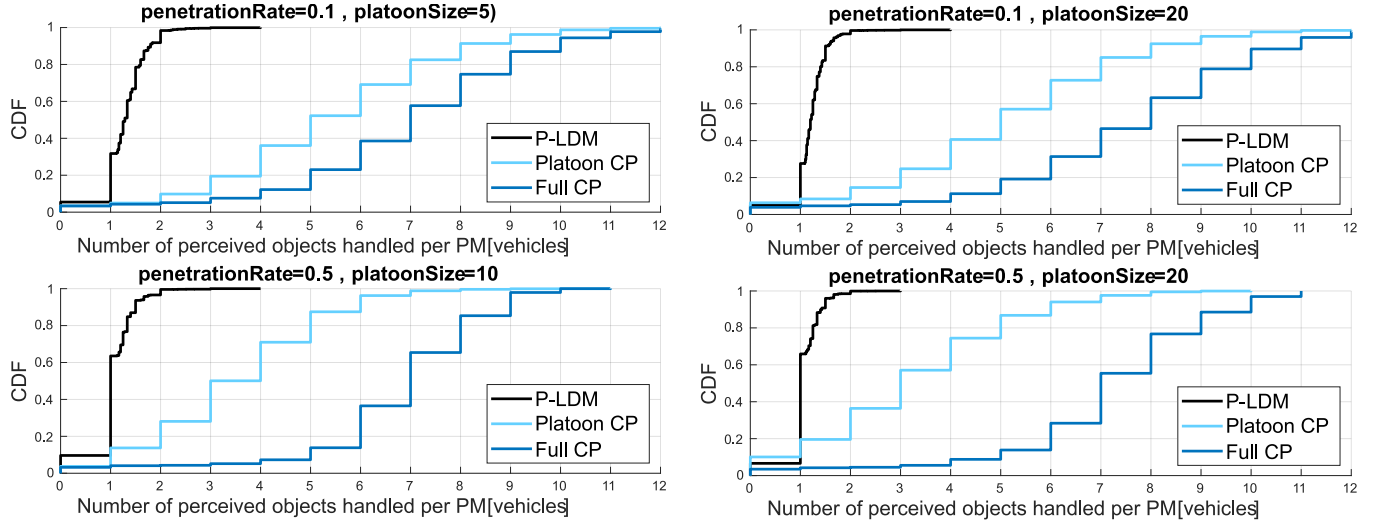 penetrationRate=0.1 , platoonSize=5)
1
0.8
0.6
0.4
0.2
0
CDF
P-LDM
Platoon CP
Full CP
0 1 2 3 4 5 6 7 8 9 10 11 12
Number of perceived objects handled per PM[vehicles]
penetrationRate=0.1 , platoonSize=20
1
0.8
0.6
0.4
0.2
0
CDF
P-LDM
Platoon CP
Full CP
0 1 2 3 4 5 6 7 8 9 10 11 12
Number of perceived objects handled per PM[vehicles]
penetrationRate=0.5 , platoonSize=10
1
0.8
0.6
0.4
0.2
0
CDF
P-LDM
Platoon CP
Full CP
0 1 2 3 4 5 6 7 8 9 10 11 12
Number of perceived objects handled per PM[vehicles]
penetrationRate=0.5 , platoonSize=20
1
0.8
0.6
0.4
0.2
0
CDF
P-LDM
Platoon CP
Full CP
0 1 2 3 4 5 6 7 8 9 10 11 12
Number of perceived objects handled per PM[vehicles]